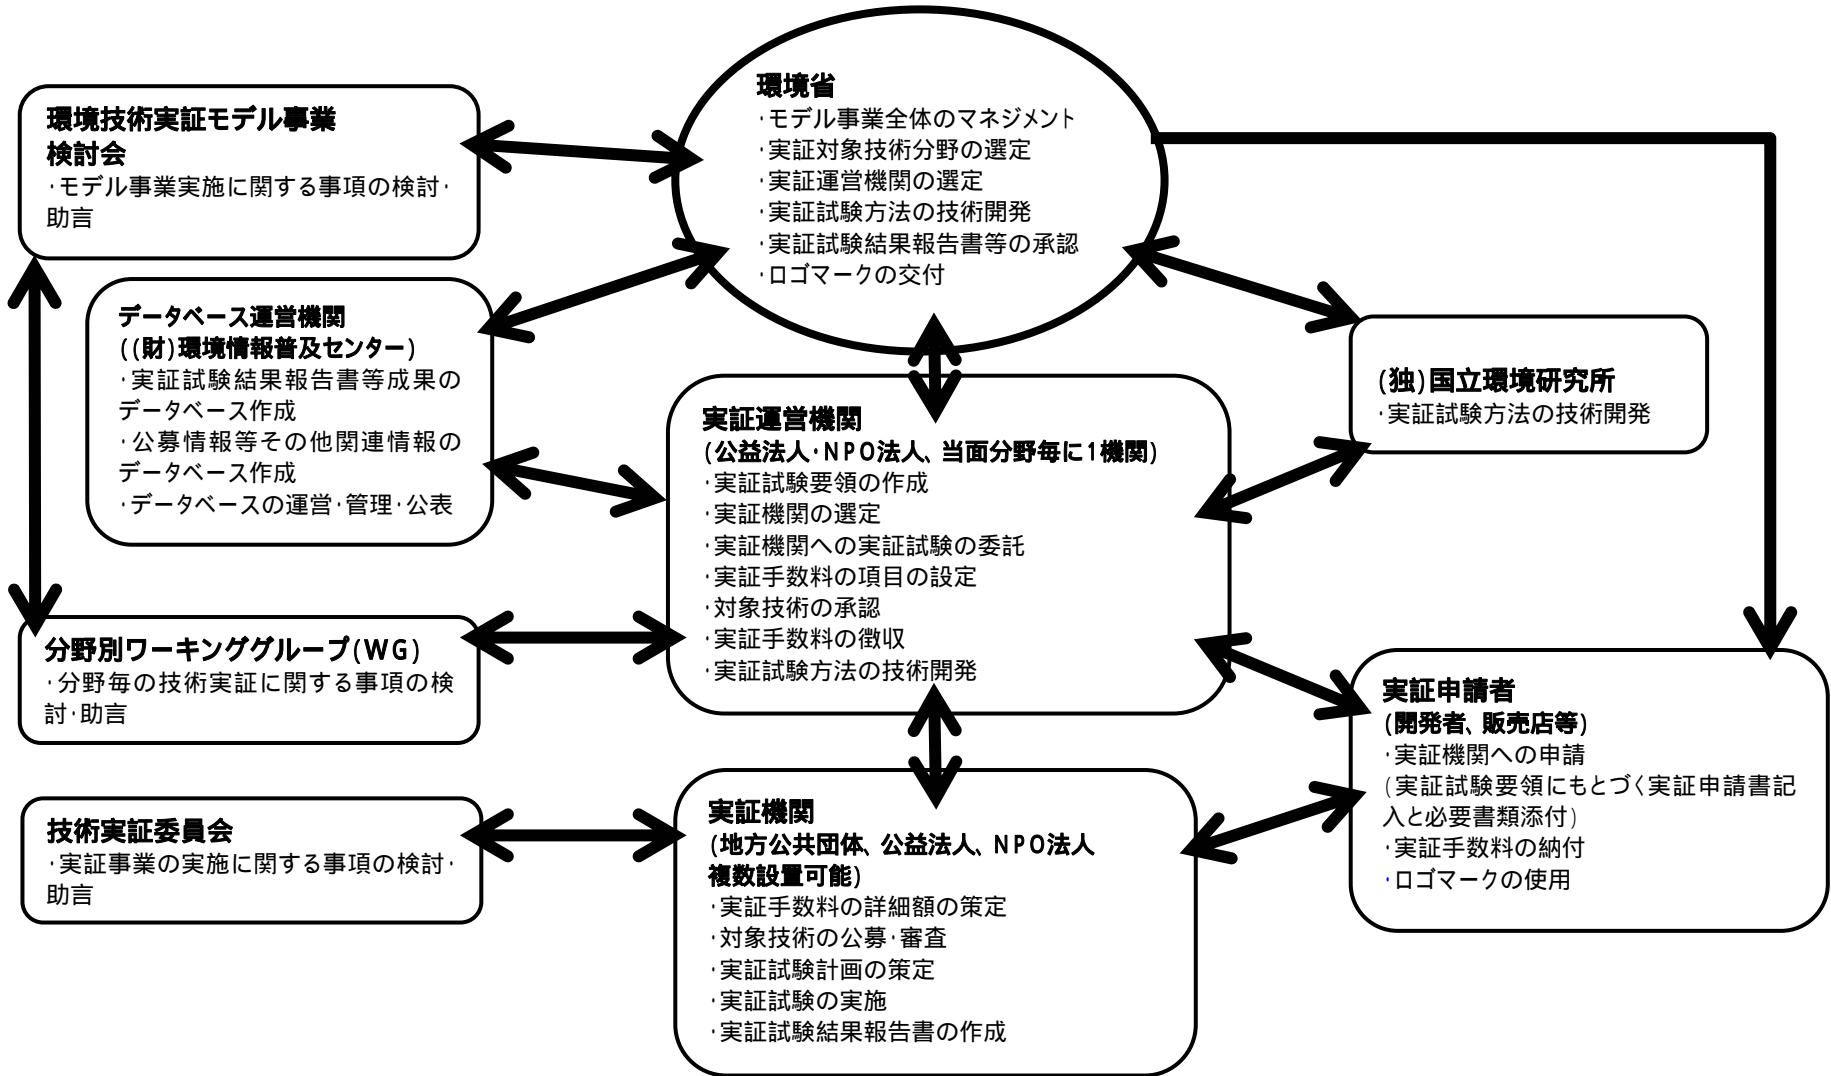 環境省
·モデル事業全体のマネジメント
·実証対象技術分野の選定
·実証運営機関の選定
·実証試験方法の技術開発
·実証試験結果報告書等の承認
·ロゴマークの交付
環境技術実証モデル事業
検討会
·モデル事業実施に関する事項の検討·
助言
データベース運営機関
((財)環境情報普及センター)
·実証試験結果報告書等成果の
データベース作成
·公募情報等その他関連情報の
データベース作成
·データベースの運営·管理·公表
(独)国立環境研究所
·実証試験方法の技術開発
実証運営機関
(公益法人·NPO法人、当面分野毎に1機関)
·実証試験要領の作成
·実証機関の選定
·実証機関への実証試験の委託
·実証手数料の項目の設定
·対象技術の承認
·実証手数料の徴収
·実証試験方法の技術開発
分野別ワーキンググループ(WG)
·分野毎の技術実証に関する事項の検
討·助言
実証申請者
(開発者、販売店等)
·実証機関への申請
(実証試験要領にもとづく実証申請書記
入と必要書類添付)
·実証手数料の納付
·ロゴマークの使用
技術実証委員会
·実証事業の実施に関する事項の検討·
助言
実証機関
(地方公共団体、公益法人、NPO法人
複数設置可能)
·実証手数料の詳細額の策定
·対象技術の公募·審査
·実証試験計画の策定
·実証試験の実施
·実証試験結果報告書の作成